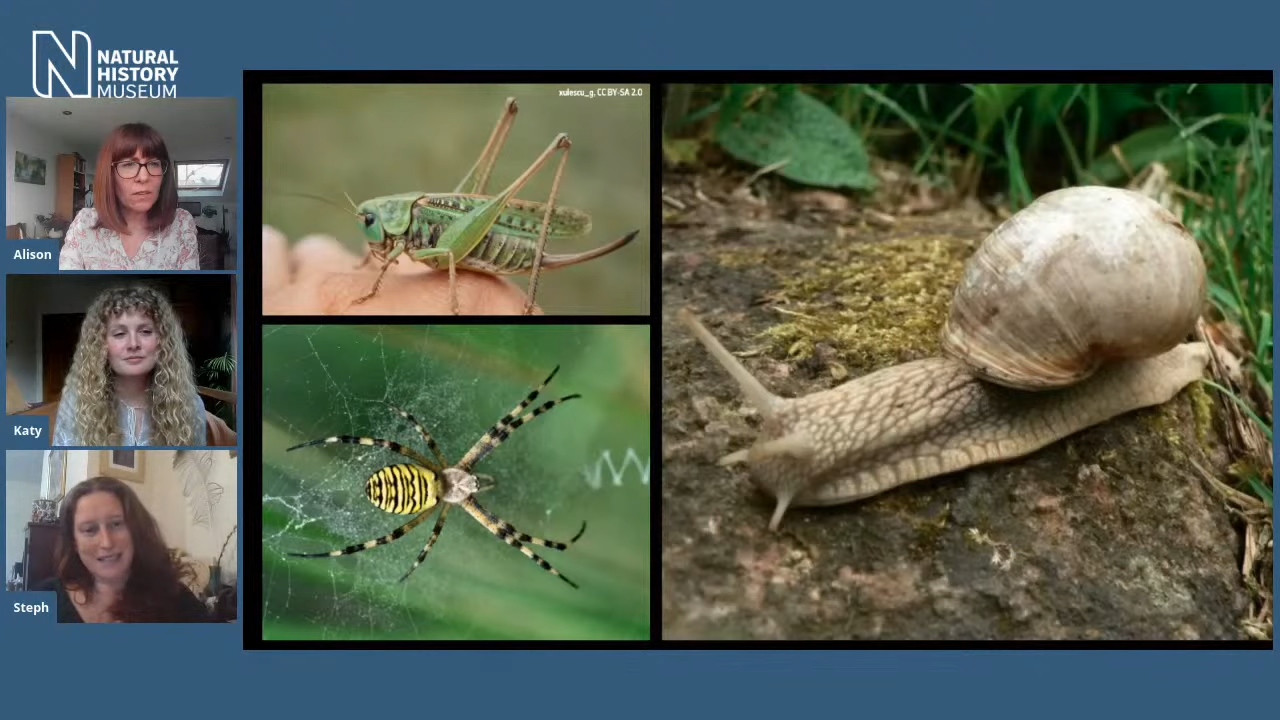 NATURAL
HISTORY
MUSEUM
Alison
Katy
Steph
xulescu_g, CC BY-SA 2.0